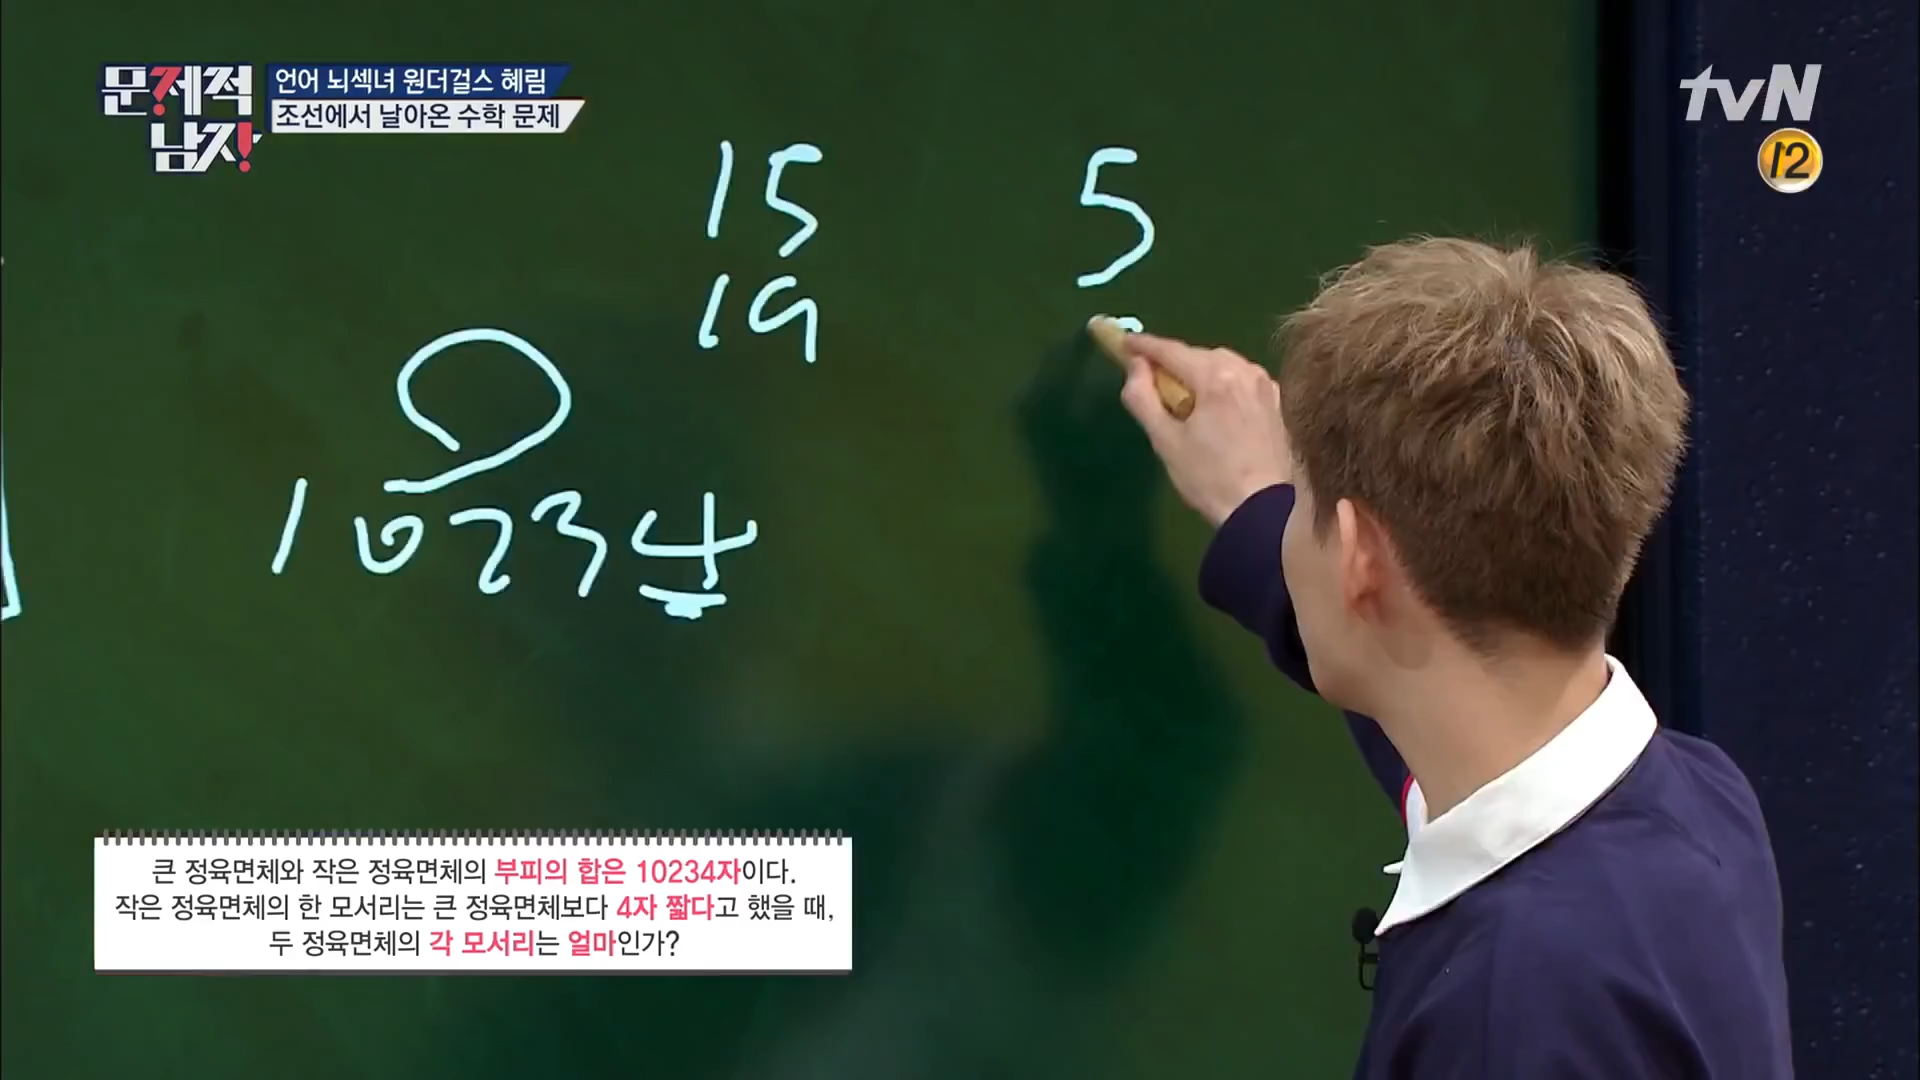 문제적
남자
언어 뇌섹녀 원더걸스 혜림
조선에서 날아온 수학 문제
tvN
12
15
5
19
10234
큰 정육면체와 작은 정육면체의 부피의 합은 10234자이다.
작은 정육면체의 한 모서리는 큰 정육면체보다 4자 짧다고 했을 때,
두 정육면체의 각 모서리는 얼마인가?